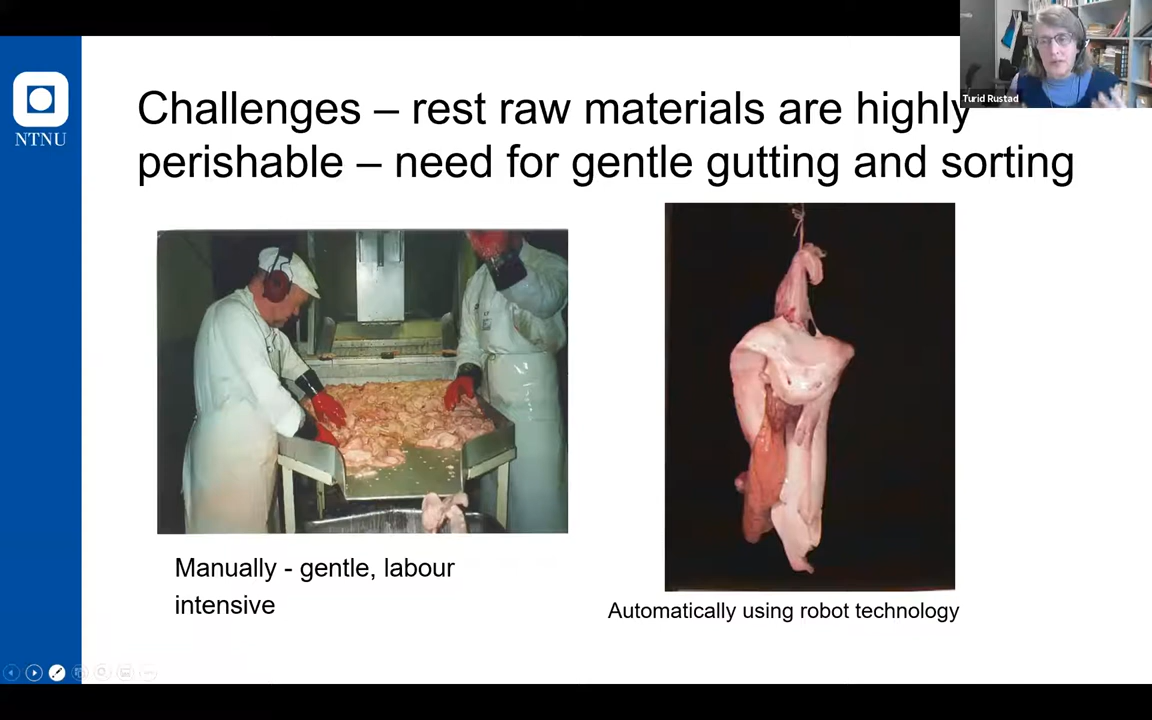 Turid Rustad
NTNU
Challenges – rest raw materials are highly
perishable – need for gentle gutting and sorting
Manually - gentle, labour
intensive
Automatically using robot technology